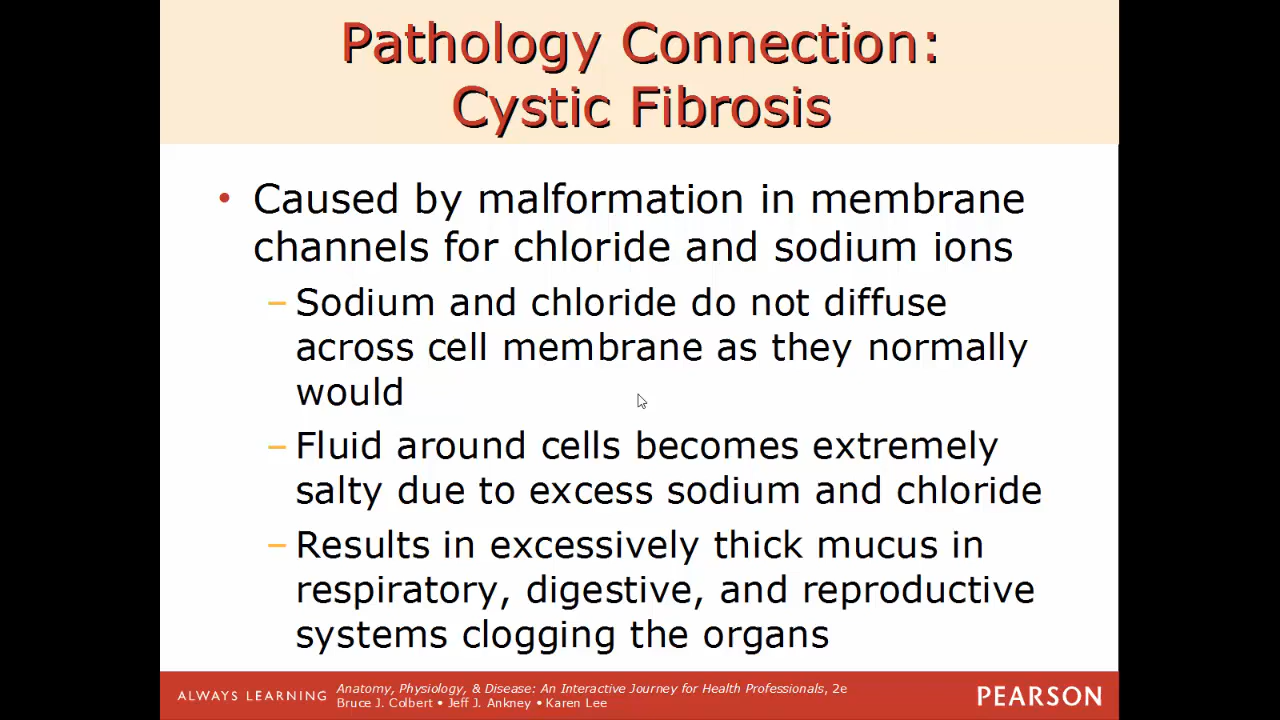 Pathology Connection:
Cystic Fibrosis
• Caused by malformation in membrane
channels for chloride and sodium ions
– Sodium and chloride do not diffuse
across cell membrane as they normally
would
– Fluid around cells becomes extremely
salty due to excess sodium and chloride
– Results in excessively thick mucus in
respiratory, digestive, and reproductive
systems clogging the organs
ALWAYS LEARNING
Anatomy, Physiology, & Disease: An Interactive Journey for Health Professionals, 2e
Bruce J. Colbert • Jeff J. Ankney • Karen Lee
PEARSON